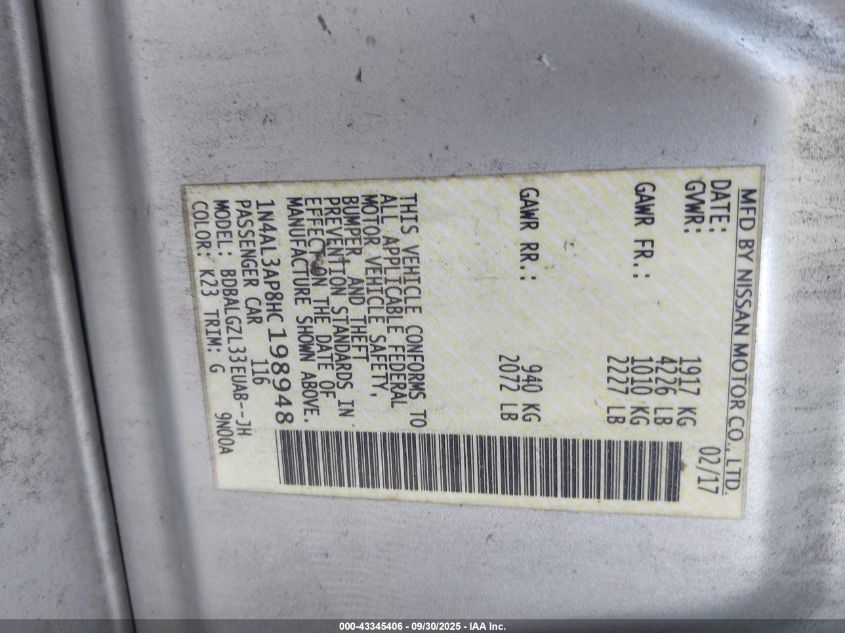 MFD BY NISSAN MOTOR CO., LTD.
DATE: 02/17
GVWR: 1917 KG
4226 LB
GAWR FR.: 1010 KG
2227 LB
GAWR RR.: 940 KG
2072 LB
THIS VEHICLE CONFORMS TO
ALL APPLICABLE FEDERAL
MOTOR VEHICLE SAFETY,
BUMPER, AND THEFT
PREVENTION STANDARDS IN
EFFECT ON THE DATE OF
MANUFACTURE SHOWN ABOVE.
1N4AL3AP8HC198948
PASSENGER CAR 116
MODEL: BDBALGZL33EUAB--JH
COLOR: K23 TRIM: G 9N00A
000-43345406 - 09/30/2025 - IAA Inc.